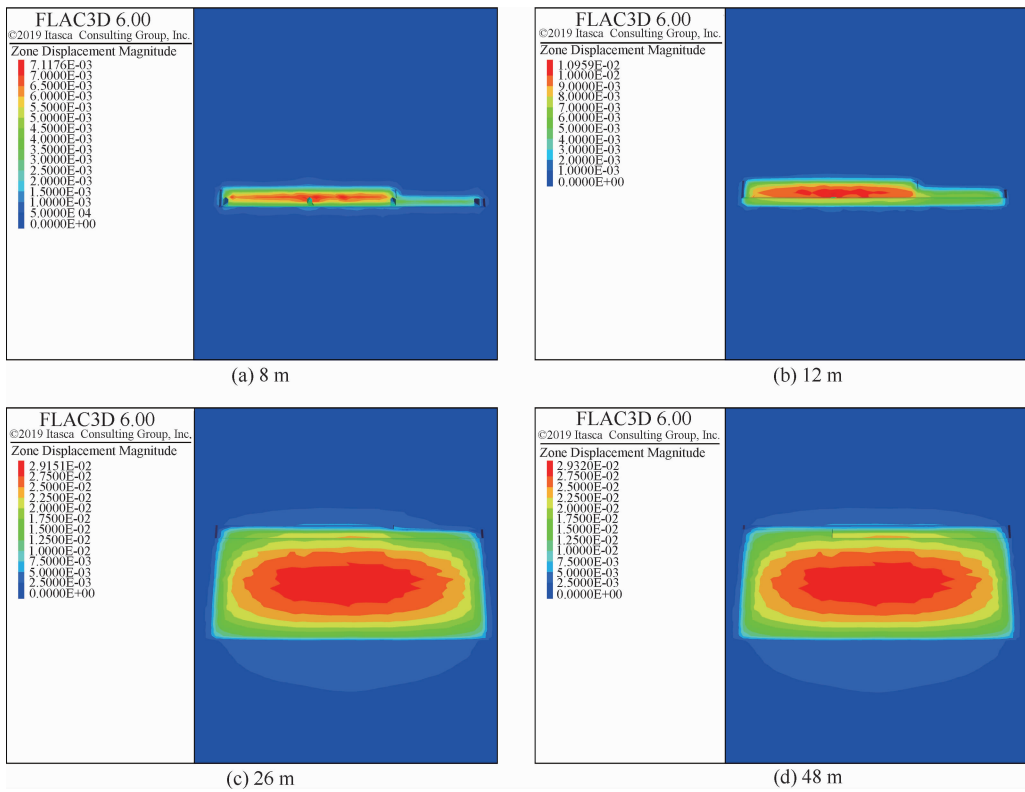 FLAC3D 6.00
©2019 Itasca Consulting Group, Inc.
Zone Displacement Magnitude
7.1176E-03
7.0000E-03
6.5000E-03
5.5000E-03
5.0000E-03
4.5000E-03
4.0000E-03
3.5000E-03
3.0000E-03
2.5000E-03
2.0000E-03
1.5000E-03
1.0000E-03
5.0000E 04
0.0000E+00
(a) 8 m
FLAC3D 6.00
©2019 Itasca Consulting Group, Inc.
Zone Displacement Magnitude
1.0959E-02
1.0000E-02
9.0000E-03
8.0000E-03
7.0000E-03
6.0000E-03
5.0000E-03
4.0000E-03
3.0000E-03
2.0000E-03
1.0000E-03
0.0000E+00
(b) 12 m
FLAC3D 6.00
©2019 Itasca Consulting Group, Inc,
Zone Displacement Magnitude
2.9151E-02
2.7500E-02
2.5000E-02
2.2500E-02
2.0000E-02
1.7500E-02
1.5000E-02
1.2500E-02
1.0000E-02
7.5000E-03
5.0000E-03
2.5000E-03
0.0000E+00
(c) 26 m
FLAC3D 6.00
©2019 Itasca Consulting Group, Inc.
Zone Displacement Magnitude
2.9320E-02
2.7500E-02
2.5000E-02
2.2500E-02
2.0000E-02
1.7500E-02
1.5000E-02
1.2500E-02
1.0000E-02
7.5000E-03
5.0000E-03
2.5000E-03
0.0000E+00
(d) 48 m